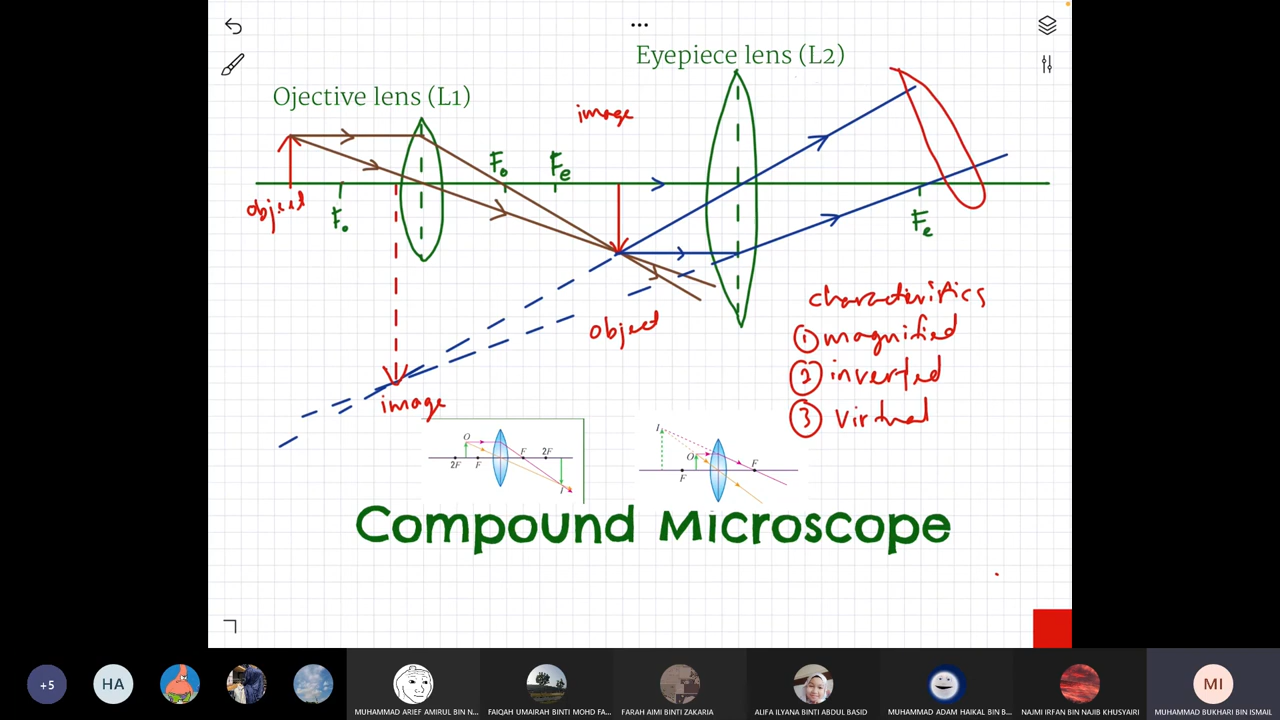 Eyepiece lens (L2)
Ojective lens (L1)
image
Fo
Fe
object
Fo
Fe
characteristics
object
1 magnified
2 inverted
3 Virtual
image
O
F
2F
2F
F
I
I
O
F
F
Compound Microscope
+5
HA
MI
MUHAMMAD ARIEF AMIRUL BIN N...
FAIQAH UMAIRAH BINTI MOHD FA...
FARAH AIMI BINTI ZAKARIA
ALIFA ILYANA BINTI ABDUL BASID
MUHAMMAD ADAM HAIKAL BIN B...
NAJMI IRFAN BIN NAJIB KHUSYAIRI
MUHAMMAD BUKHARI BIN ISMAIL